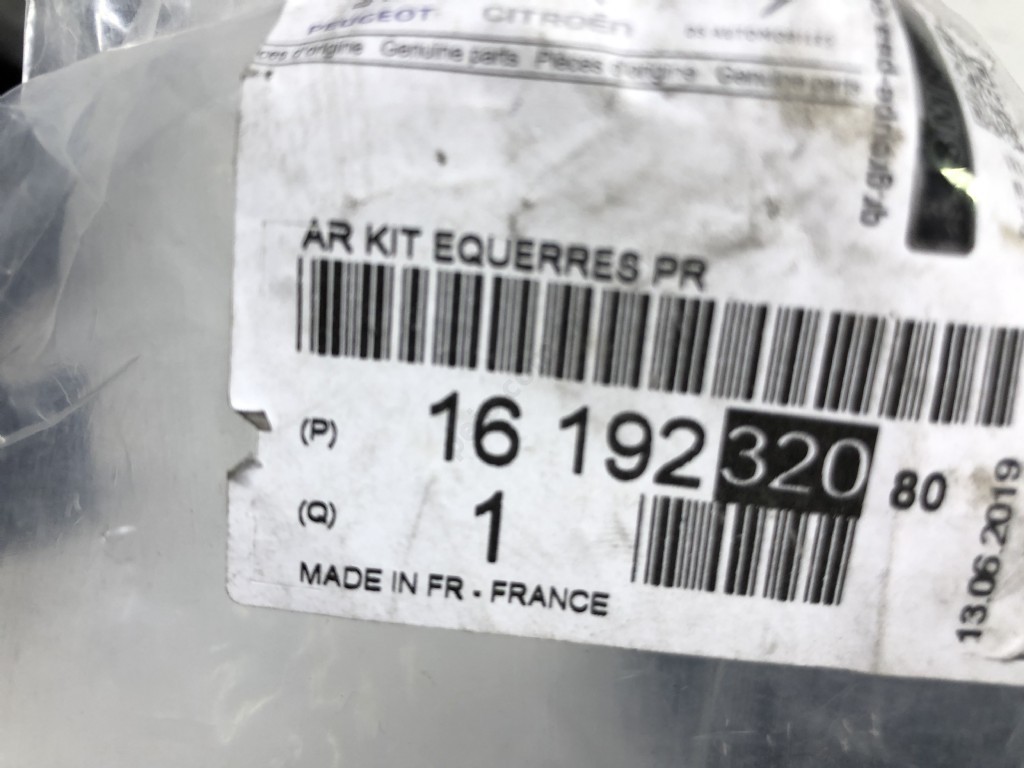 PEUGEOT CITROËN
d'origine Genuine parts Pièces d'origine Genuine parts
AR KIT EQUERRES PR
(P) 16 192 320 80
(Q) 1
MADE IN FR - FRANCE
13.06.2019